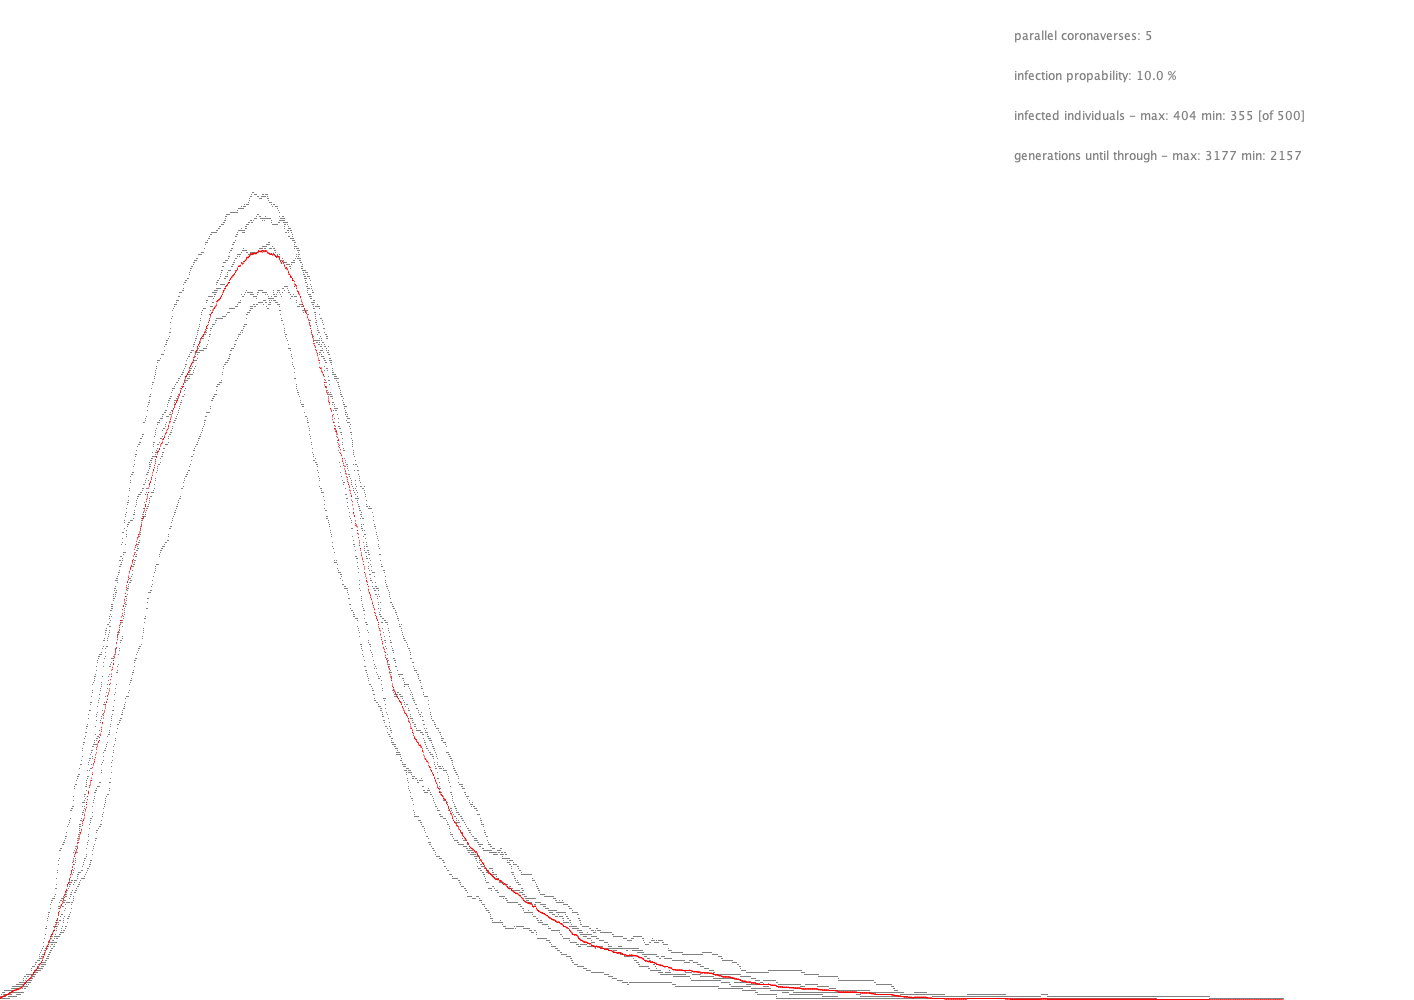 parallel coronaverses: 5
infection propability: 10.0 %
infected individuals – max: 404 min: 355 [of 500]
generations until through – max: 3177 min: 2157